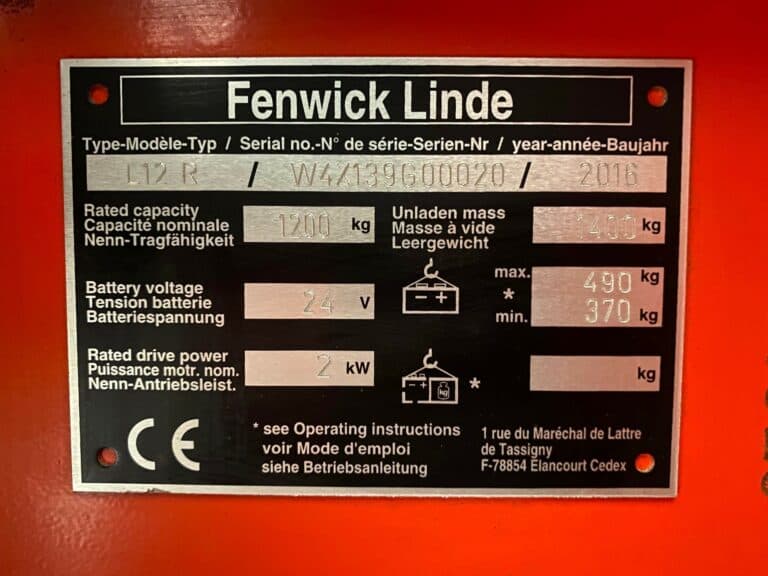 Fenwick Linde
Type-Modèle-Typ / Serial no.-N° de série-Serien-Nr / year-année-Baujahr
L12 R / W4X139G00020 / 2016
Rated capacity
Capacité nominale
Nenn-Tragfähigkeit
1200 kg
Unladen mass
Masse à vide
Leergewicht
1400 kg
Battery voltage
Tension batterie
Batteriespannung
24 V
max. 490 kg
*
min. 370 kg
Rated drive power
Puissance motr. nom.
Nenn-Antriebsleist.
2 kW
kg
* kg
CE
* see Operating instructions
voir Mode d'emploi
siehe Betriebsanleitung
1 rue du Maréchal de Lattre
de Tassigny
F-78854 Elancourt Cedex